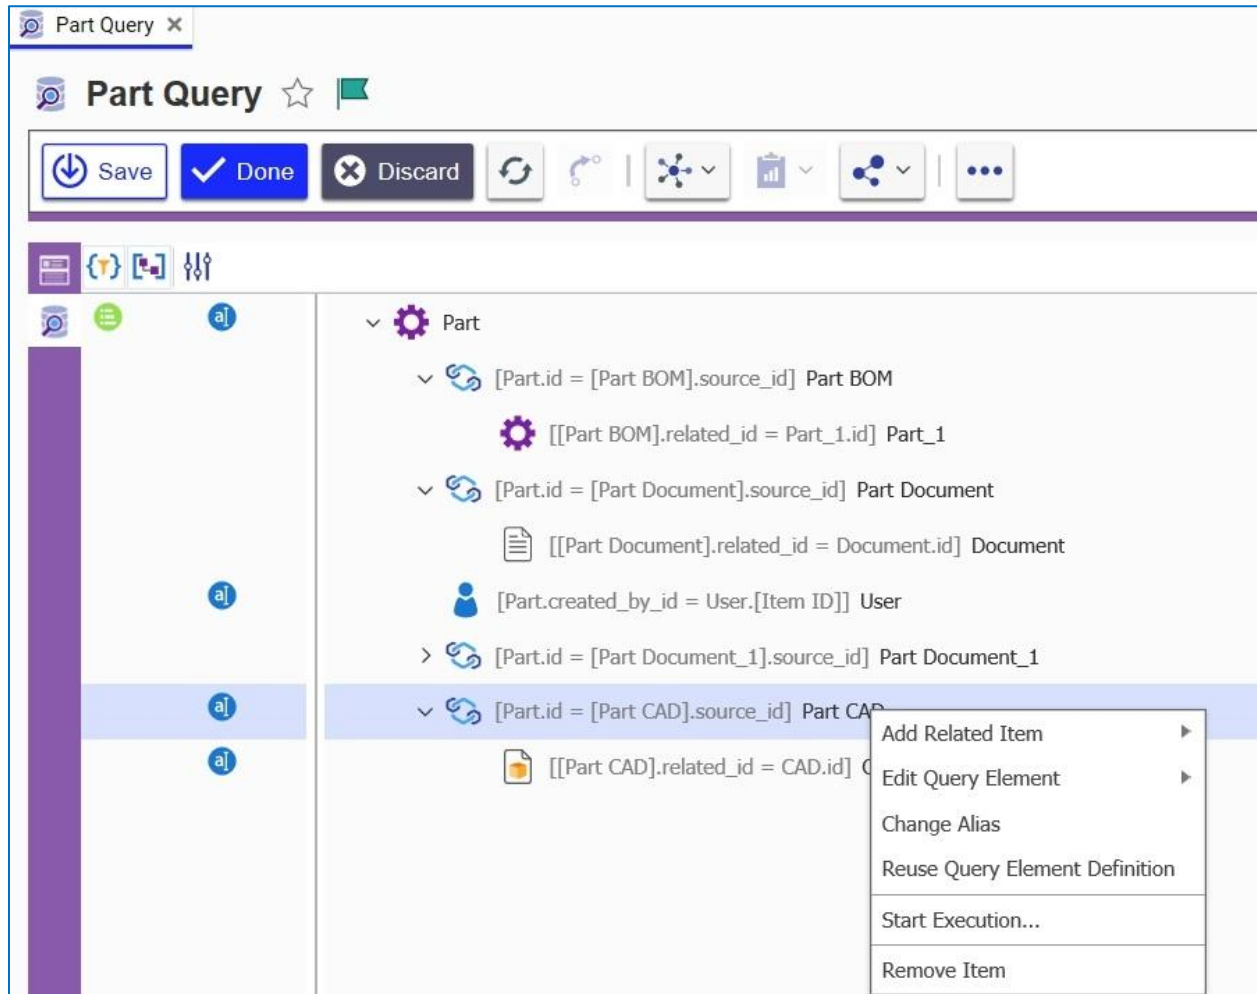 Part Query
Part Query
Save Done Discard
Part
[Part.id = [Part BOM].source_id] Part BOM
[[Part BOM].related_id = Part_1.id] Part_1
[Part.id = [Part Document].source_id] Part Document
[[Part Document].related_id = Document.id] Document
[Part.created_by_id = User.[Item ID]] User
[Part.id = [Part Document_1].source_id] Part Document_1
[Part.id = [Part CAD].source_id] Part CAD
[[Part CAD].related_id = CAD.id]
Add Related Item
Edit Query Element
Change Alias
Reuse Query Element Definition
Start Execution...
Remove Item